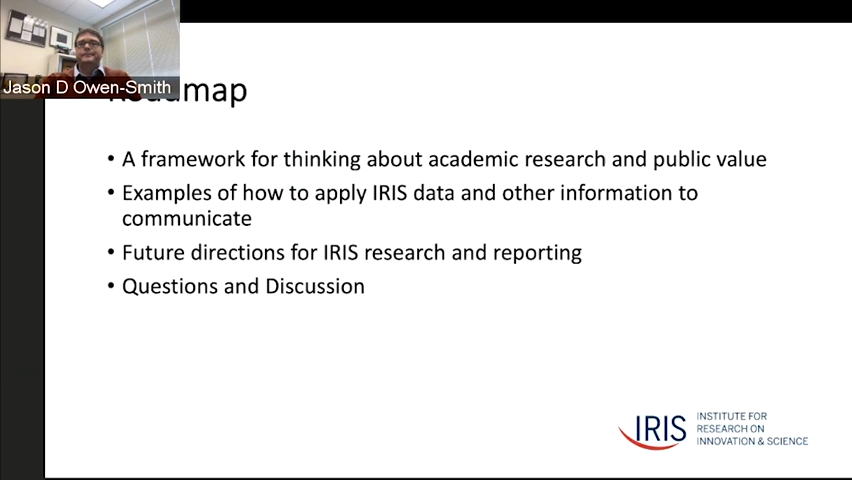 Jason D Owen-Smith
Roadmap
• A framework for thinking about academic research and public value
• Examples of how to apply IRIS data and other information to
communicate
• Future directions for IRIS research and reporting
• Questions and Discussion
IRIS
INSTITUTE FOR
RESEARCH ON
INNOVATION & SCIENCE